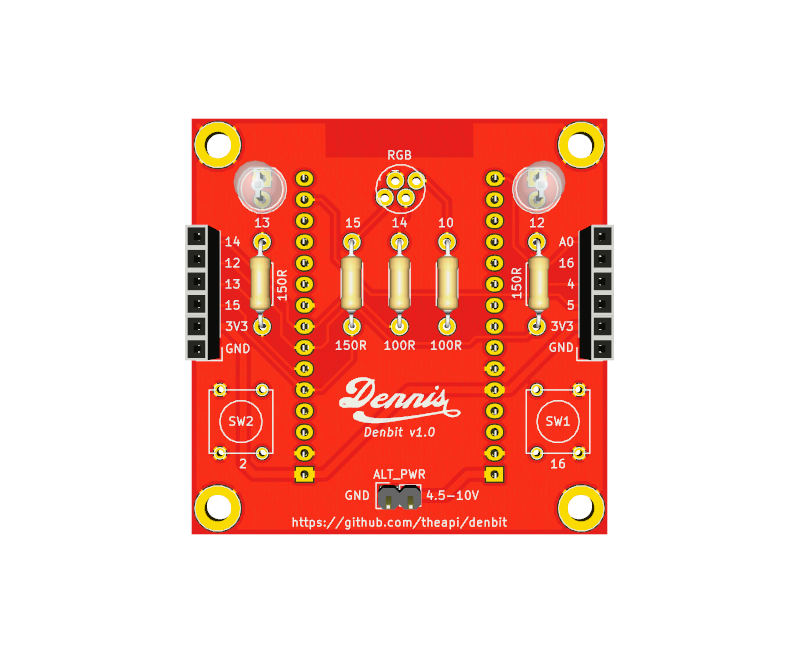 RGB
13 15 14 10 12
14 A0
12 16
13 150R 150R 4
15 5
3V3 3V3
150R 100R 100R
GND GND
Dennis
SW2 SW1
Denbit v1.0
2 16
ALT_PWR
GND 4.5-10V
https://github.com/theapi/denbit